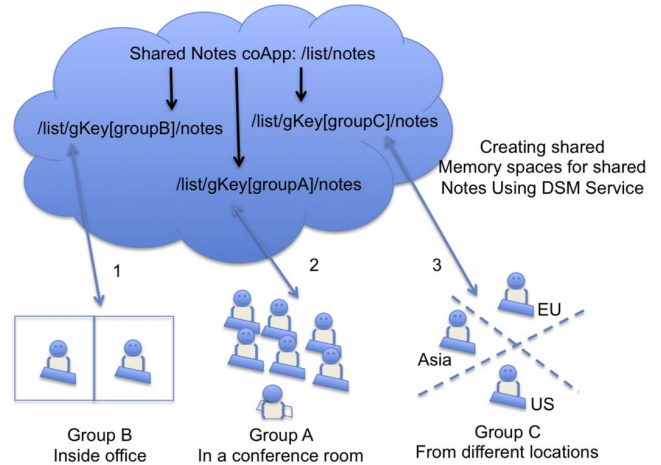 Shared Notes coApp: /list/notes
/list/gKey[groupB]/notes
/list/gKey[groupC]/notes
/list/gKey[groupA]/notes
Creating shared
Memory spaces for shared
Notes Using DSM Service
1
2
3
EU
Asia
US
Group B
Inside office
Group A
In a conference room
Group C
From different locations